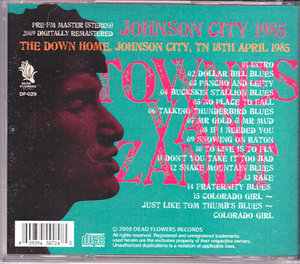 PRE-FM MASTER (STEREO)
2009 DIGITALLY REMASTERED
JOHNSON CITY 1985
THE DOWN HOME, JOHNSON CITY, TN 18TH APRIL 1985
DEAD FLOWERS
DF-029
TOWNES
VAN
ZANDT
01 INTRO
02 DOLLAR BILL BLUES
03 PANCHO AND LEFTY
04 BUCKSKIN STALLION BLUES
05 NO PLACE TO FALL
06 TALKING THUNDERBIRD BLUES
07 MR GOLD & MR MUD
08 IF I NEEDED YOU
09 SNOWING ON RATON
10 TO LIVE IS TO FLY
11 DON'T YOU TAKE IT TOO BAD
12 SNAKE MOUNTAIN BLUES
13 RAKE
14 FRATERNITY BLUES
15 COLORADO GIRL ~
JUST LIKE TOM THUMB'S BLUES ~
COLORADO GIRL
© 2009 DEAD FLOWERS RECORDS
All rights Reserved.
Registered and unregistered trademarks
used herein are the exclusive property of their respective owners.
Unauthorized duplication is a violation of applicable laws.